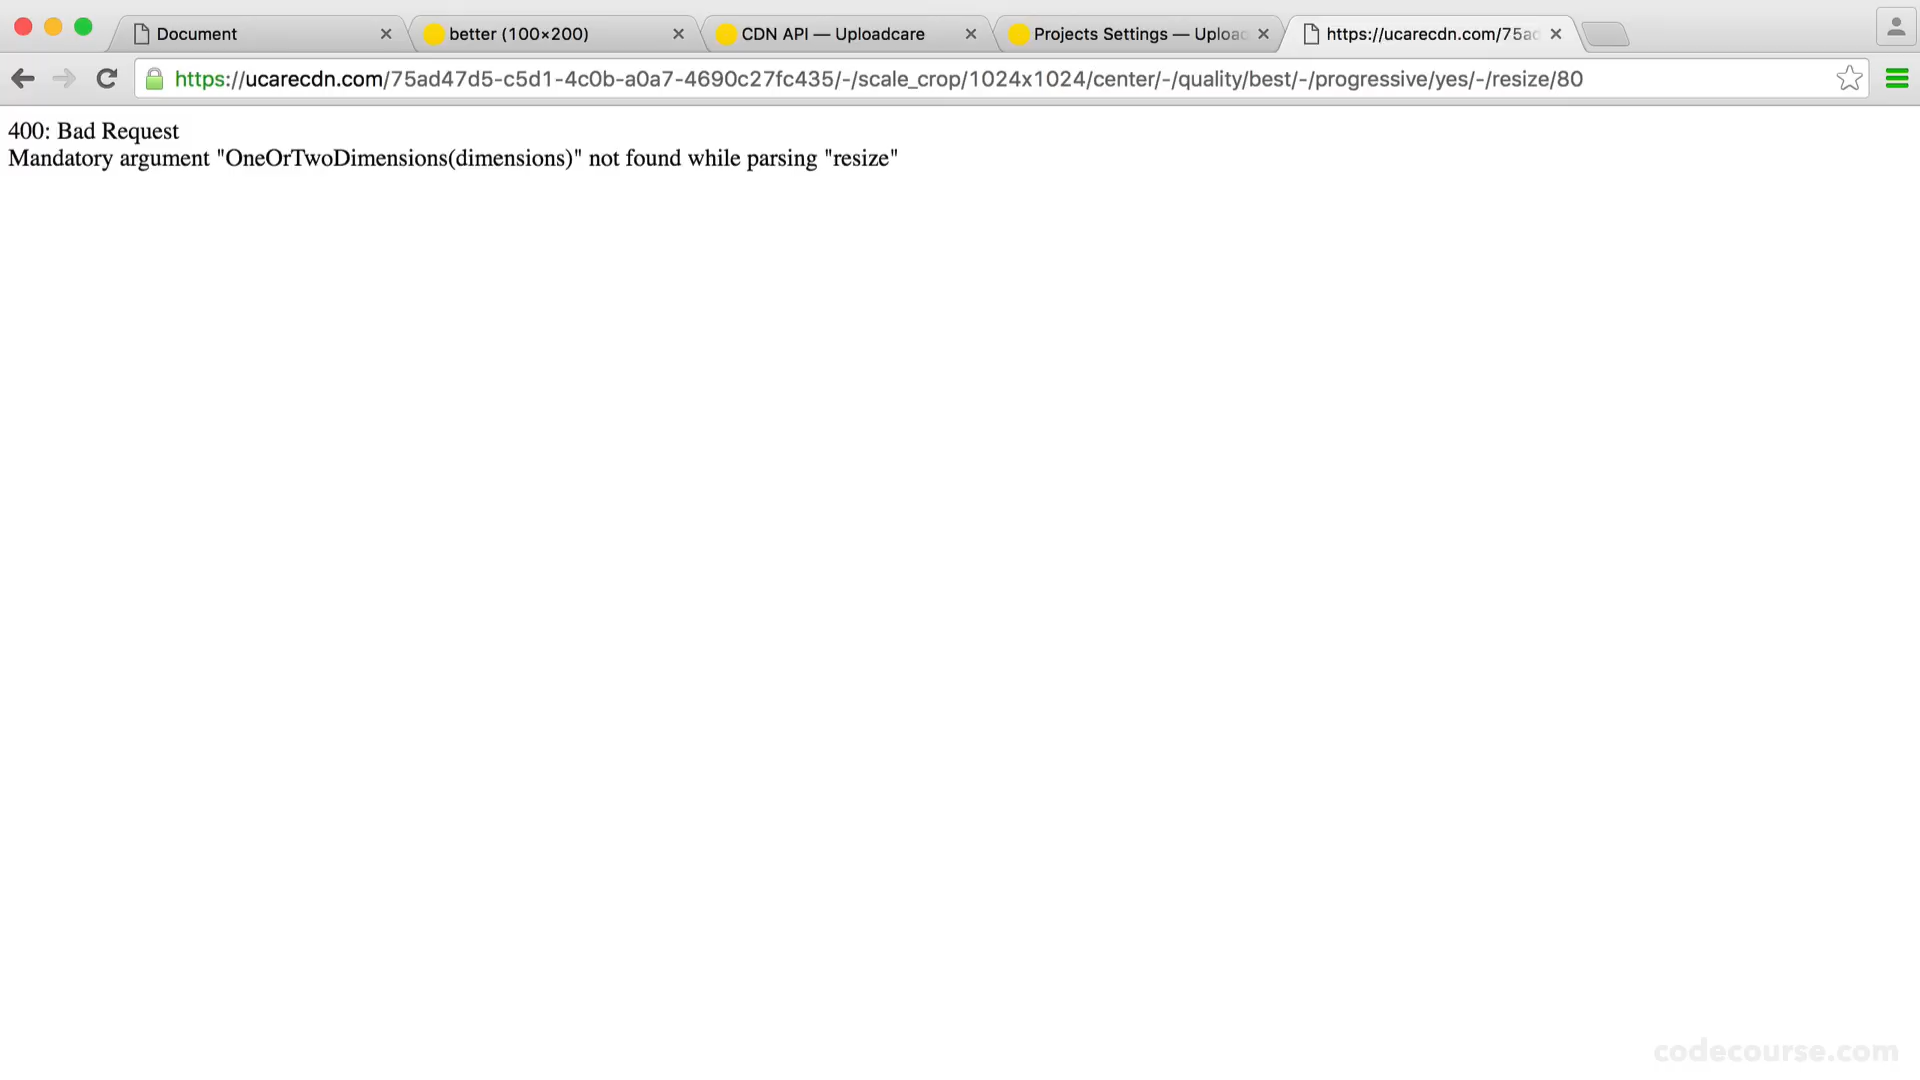 Document
better (100×200)
CDN API — Uploadcare
Projects Settings — Uploa
https://ucarecdn.com/75a
https://ucarecdn.com/75ad47d5-c5d1-4c0b-a0a7-4690c27fc435/-/scale_crop/1024x1024/center/-/quality/best/-/progressive/yes/-/resize/80
400: Bad Request
Mandatory argument "OneOrTwoDimensions(dimensions)" not found while parsing "resize"
codecourse.com